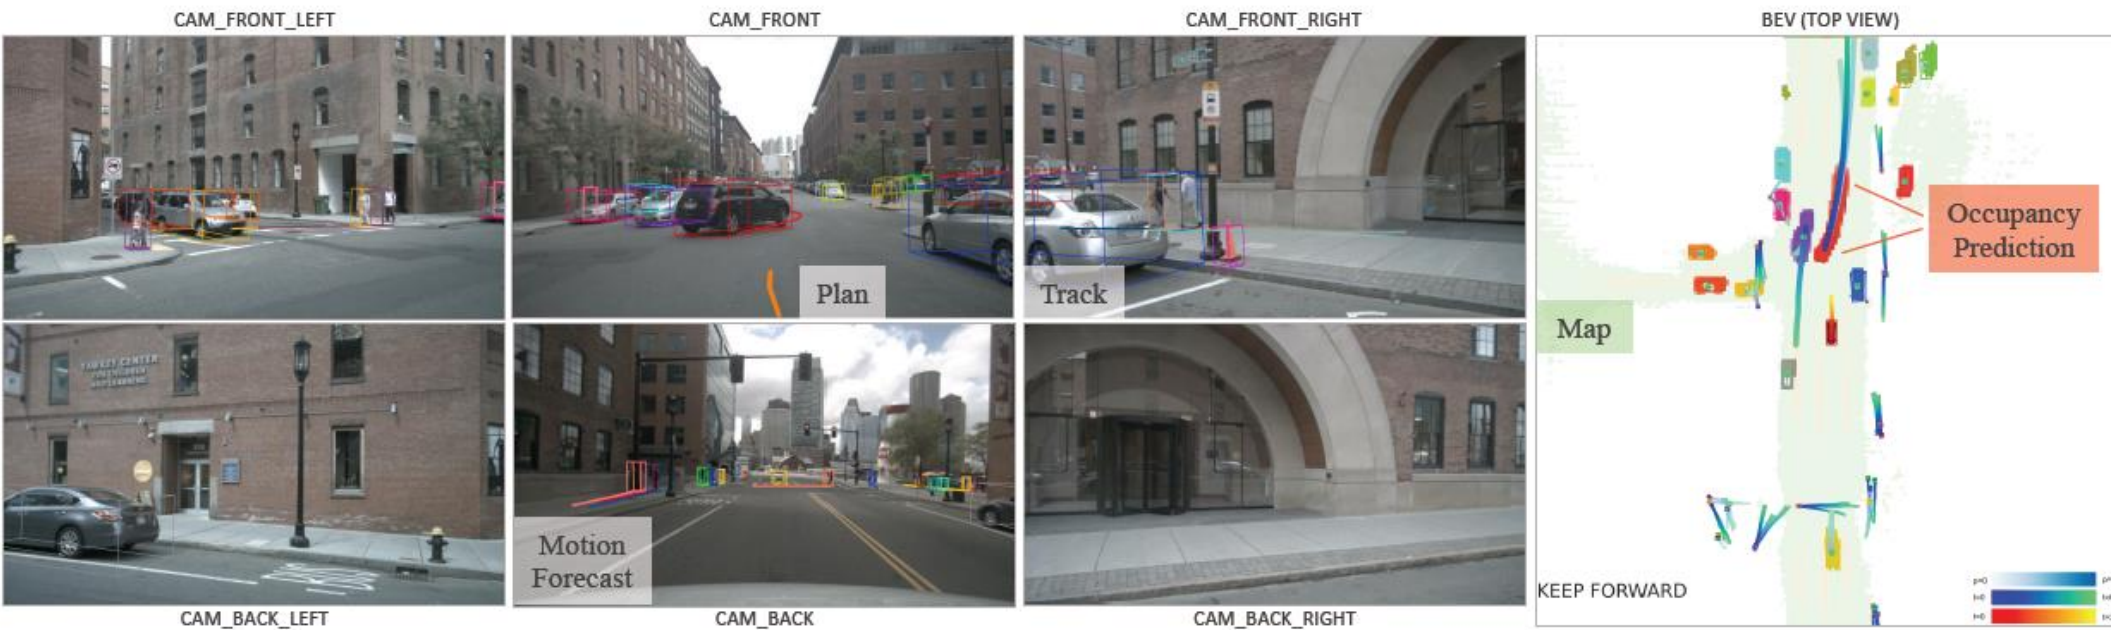 CAM_FRONT_LEFT
CAM_FRONT
CAM_FRONT_RIGHT
BEV (TOP VIEW)
Plan
Track
Occupancy
Prediction
Map
Motion
Forecast
KEEP FORWARD
CAM_BACK_LEFT
CAM_BACK
CAM_BACK_RIGHT